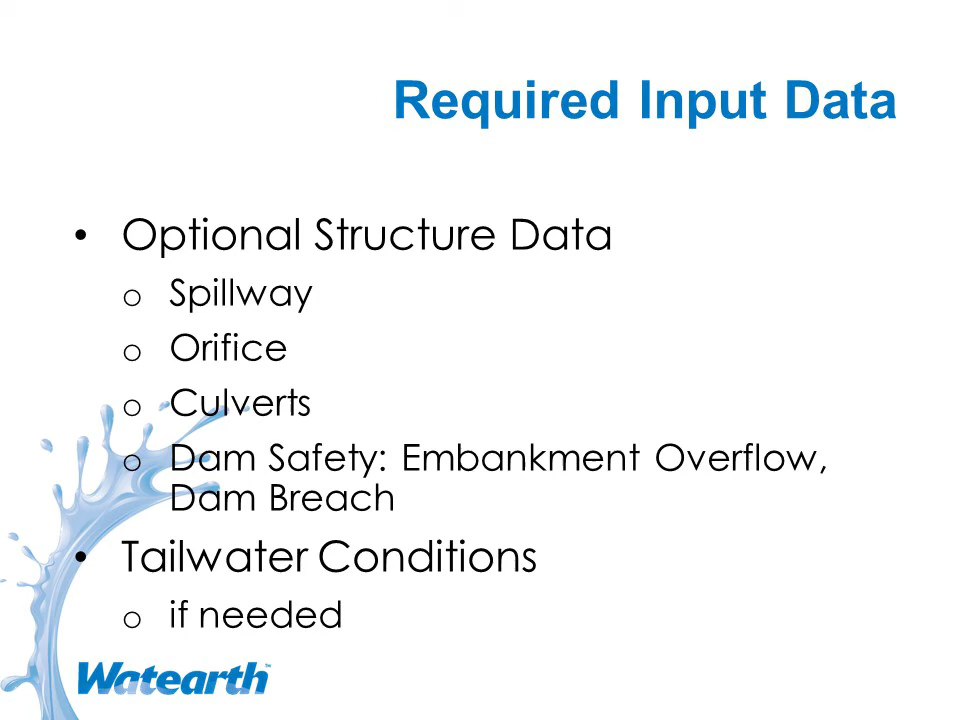 Required Input Data
• Optional Structure Data
o Spillway
o Orifice
o Culverts
o Dam Safety: Embankment Overflow,
Dam Breach
• Tailwater Conditions
o if needed
Watearth™